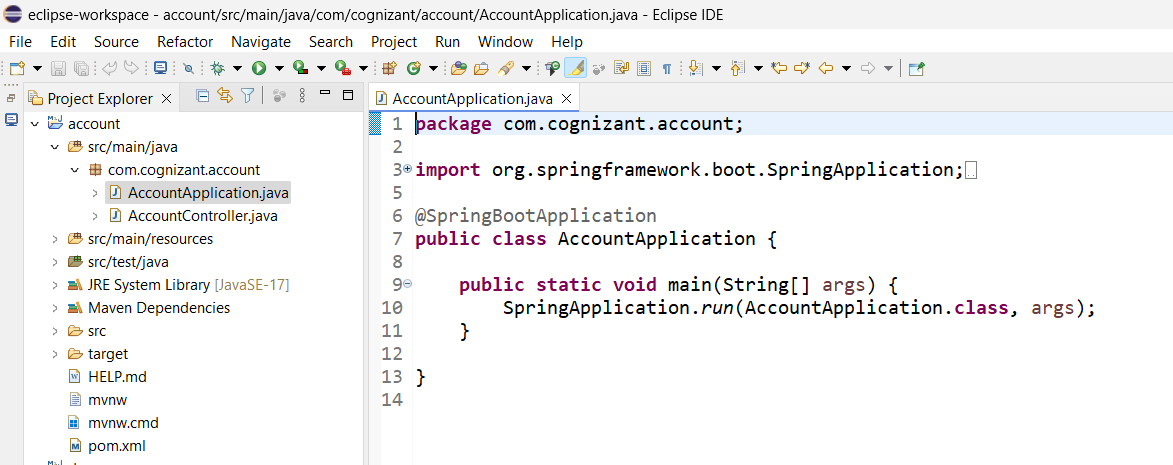 eclipse-workspace - account/src/main/java/com/cognizant/account/AccountApplication.java - Eclipse IDE
File Edit Source Refactor Navigate Search Project Run Window Help
Project Explorer
account
src/main/java
com.cognizant.account
AccountApplication.java
AccountController.java
src/main/resources
src/test/java
JRE System Library [JavaSE-17]
Maven Dependencies
src
target
HELP.md
mvnw
mvnw.cmd
pom.xml
AccountApplication.java
1 package com.cognizant.account;
2
3 import org.springframework.boot.SpringApplication;
5
6 @SpringBootApplication
7 public class AccountApplication {
8
9 public static void main(String[] args) {
10 SpringApplication.run(AccountApplication.class, args);
11 }
12
13 }
14